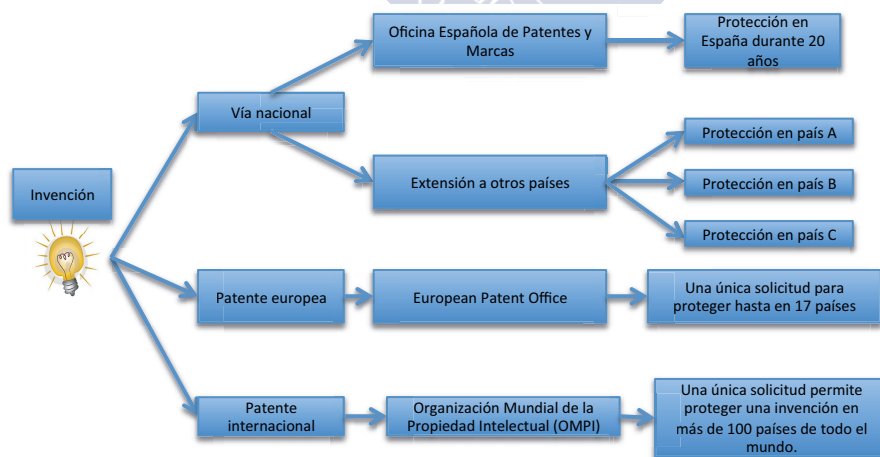 Invención
Vía nacional
Oficina Española de Patentes y
Marcas
Protección en
España durante 20
años
Extensión a otros países
Protección en país A
Protección en país B
Protección en país C
Patente europea
European Patent Office
Una única solicitud para
proteger hasta en 17 países
Patente
internacional
Organización Mundial de la
Propiedad Intelectual (OMPI)
Una única solicitud permite
proteger una invención en
más de 100 países de todo el
mundo.